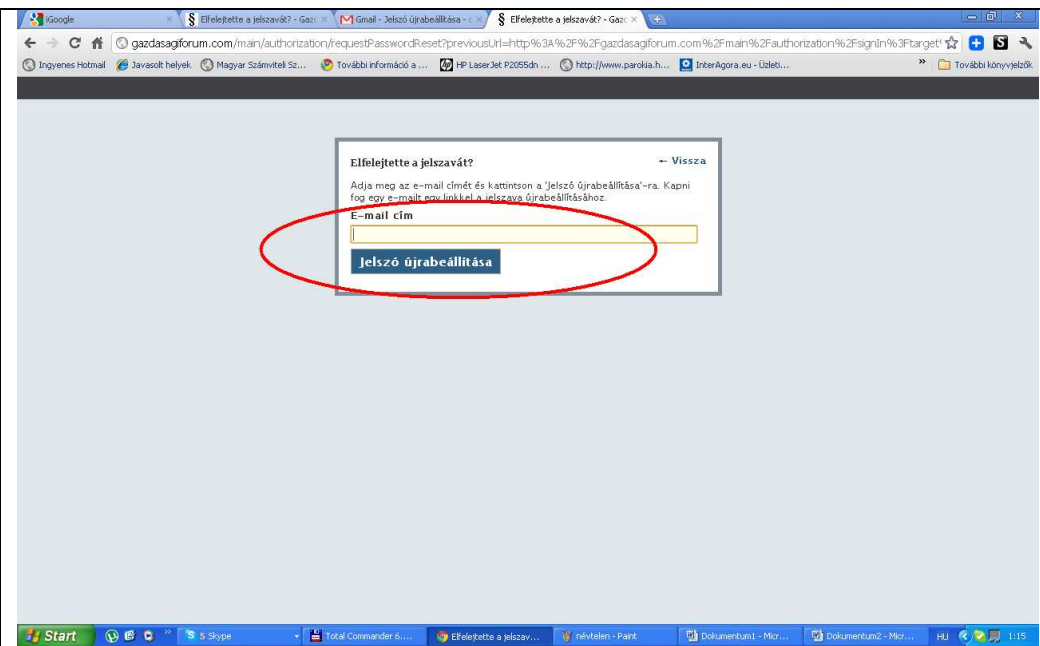 iGoogle
Elfelejtette a jelszavát? - Gazc
Gmail - Jelszó újrabeállítása - c
Elfelejtette a jelszavát? - Gazc
gazdasagiforum.com/main/authorization/requestPasswordReset?previousUrl=http%3A%2F%2Fgazdasagiforum.com%2Fmain%2Fauthorization%2FsignIn%3Ftarget
Ingyenes Hotmail
Javasolt helyek
Magyar Számviteli Sz...
További információ a ...
HP LaserJet P2055dn ...
http://www.parokia.h...
InterAgora.eu - Üzleti...
»
További könyvjelzők
Elfelejtette a jelszavát?
← Vissza
Adja meg az e-mail címét és kattintson a 'Jelszó újrabeállítása'-ra. Kapni
fog egy e-mailt egy linkkel a jelszava újrabeállításához.
E-mail cím
Jelszó újrabeállítása
Start
»
5 Skype
Total Commander 6....
Elfelejtette a jelszav...
névtelen - Paint
Dokumentum1 - Micr...
Dokumentum2 - Micr...
HU
1:15